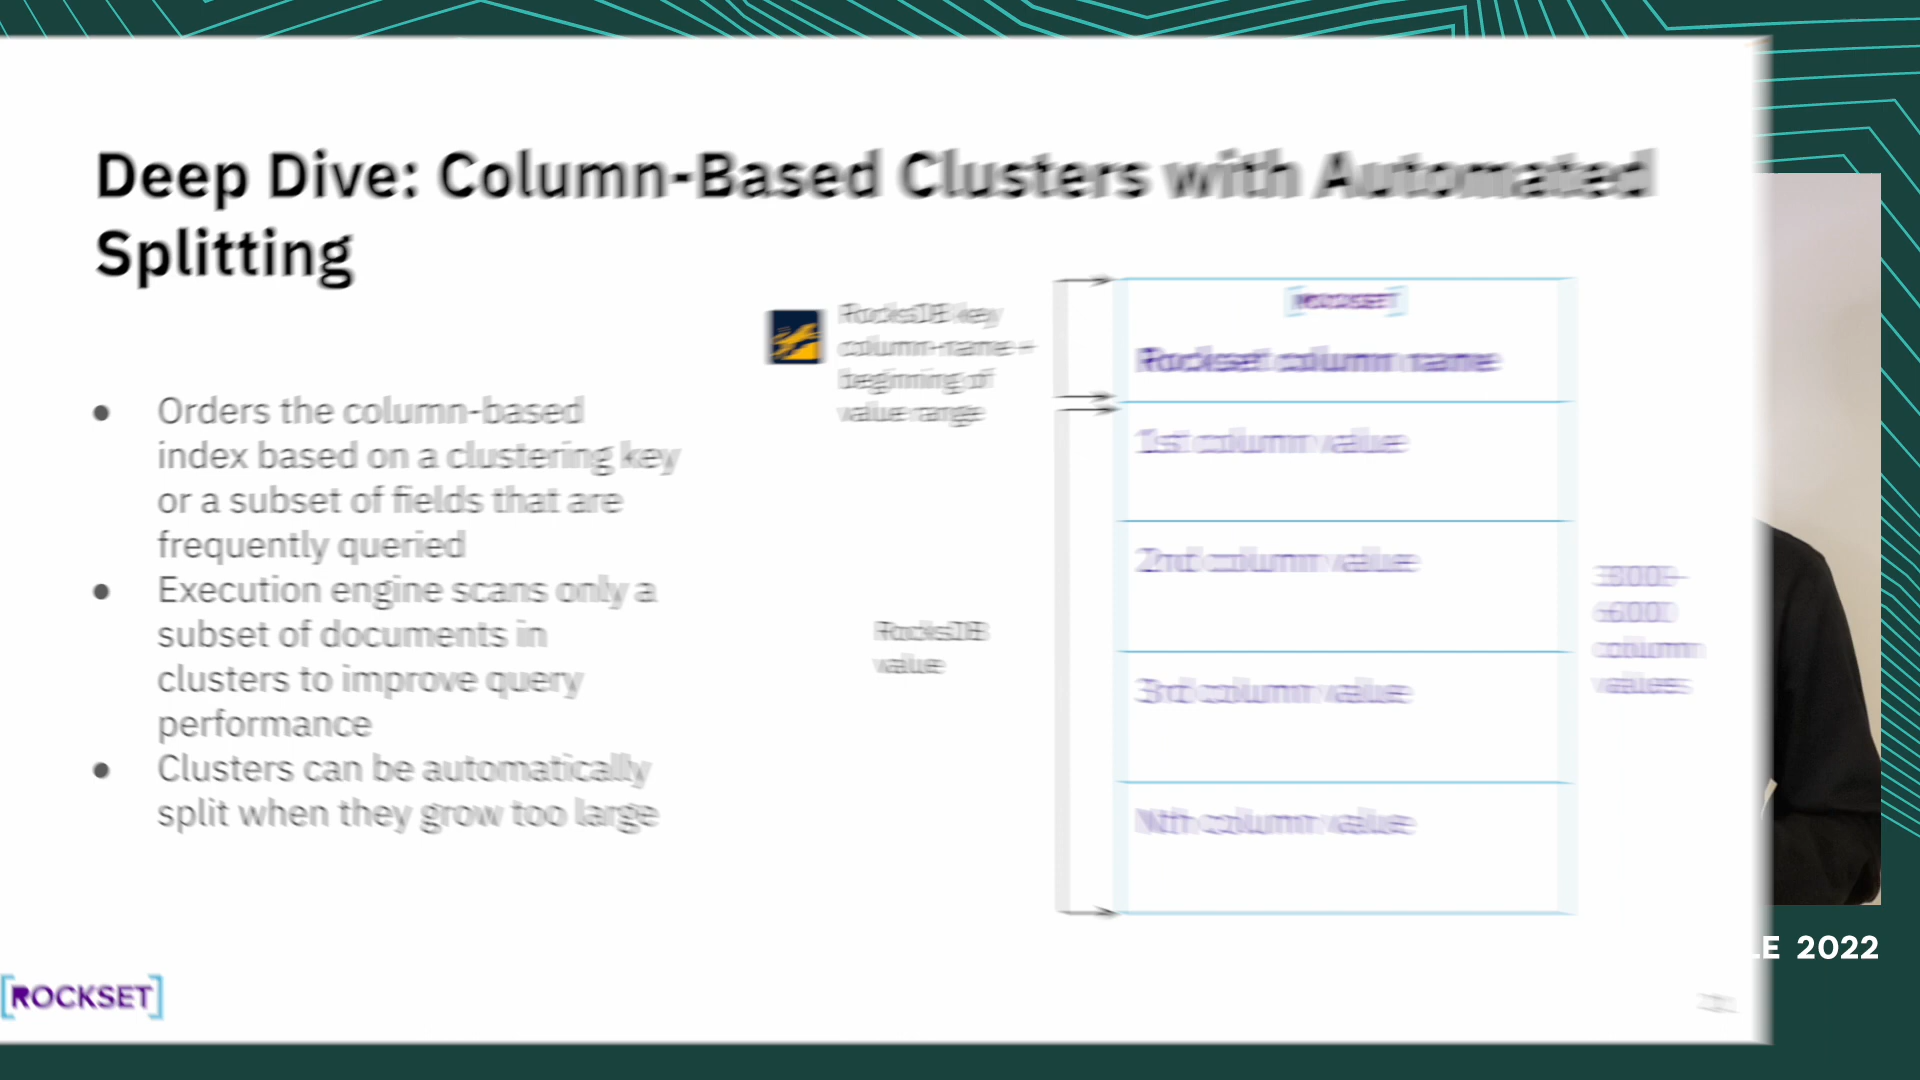 Deep Dive: Column-Based Clusters with Automated
Splitting
Orders the column-based
index based on a clustering key
or a subset of fields that are
frequently queried
Execution engine scans only a
subset of documents in
clusters to improve query
performance
Clusters can be automatically
split when they grow too large
RocksDB key
column-name +
beginning of
value range
RocksDB
value
[ROCKSET]
Rockset column name
1st column value
2nd column value
3rd column value
Nth column value
column
values
[ROCKSET]
2022